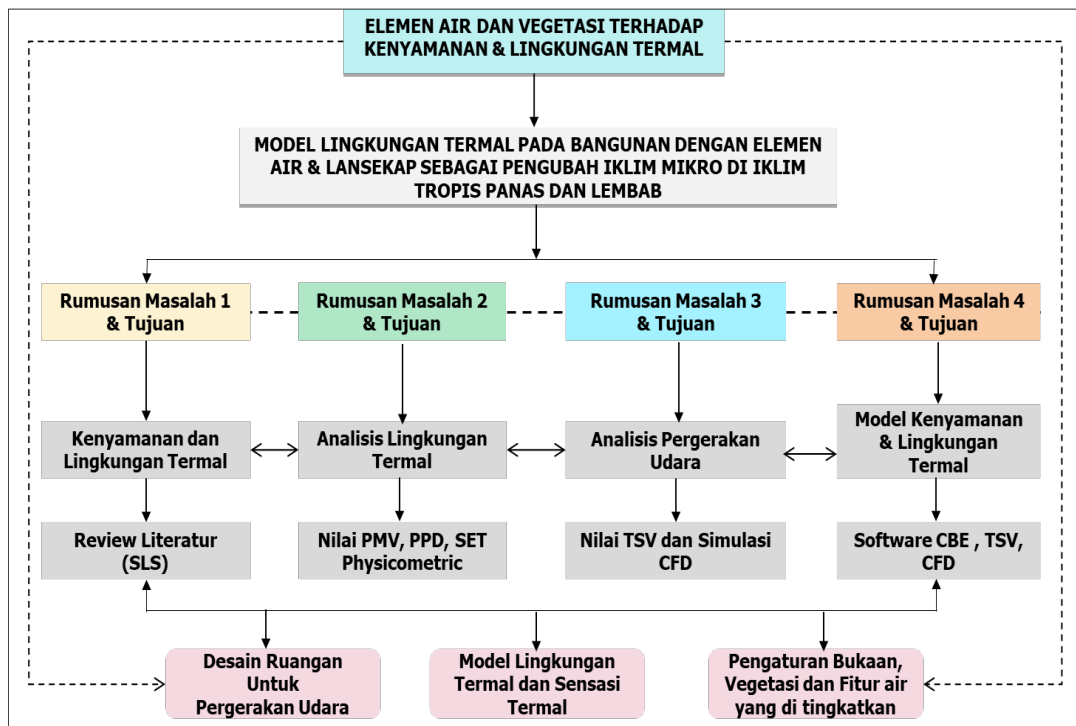 ELEMEN AIR DAN VEGETASI TERHADAP
KENYAMANAN & LINGKUNGAN TERMAL
MODEL LINGKUNGAN TERMAL PADA BANGUNAN DENGAN ELEMEN
AIR & LANSEKAP SEBAGAI PENGUBAH IKLIM MIKRO DI IKLIM
TROPIS PANAS DAN LEMBAB
Rumusan Masalah 1
& Tujuan
Rumusan Masalah 2
& Tujuan
Rumusan Masalah 3
& Tujuan
Rumusan Masalah 4
& Tujuan
Kenyamanan dan
Lingkungan Termal
Analisis Lingkungan
Termal
Analisis Pergerakan
Udara
Model Kenyamanan
& Lingkungan
Termal
Review Literatur
(SLS)
Nilai PMV, PPD, SET
Physicometric
Nilai TSV dan Simulasi
CFD
Software CBE , TSV,
CFD
Desain Ruangan
Untuk
Pergerakan Udara
Model Lingkungan
Termal dan Sensasi
Termal
Pengaturan Bukaan,
Vegetasi dan Fitur air
yang di tingkatkan